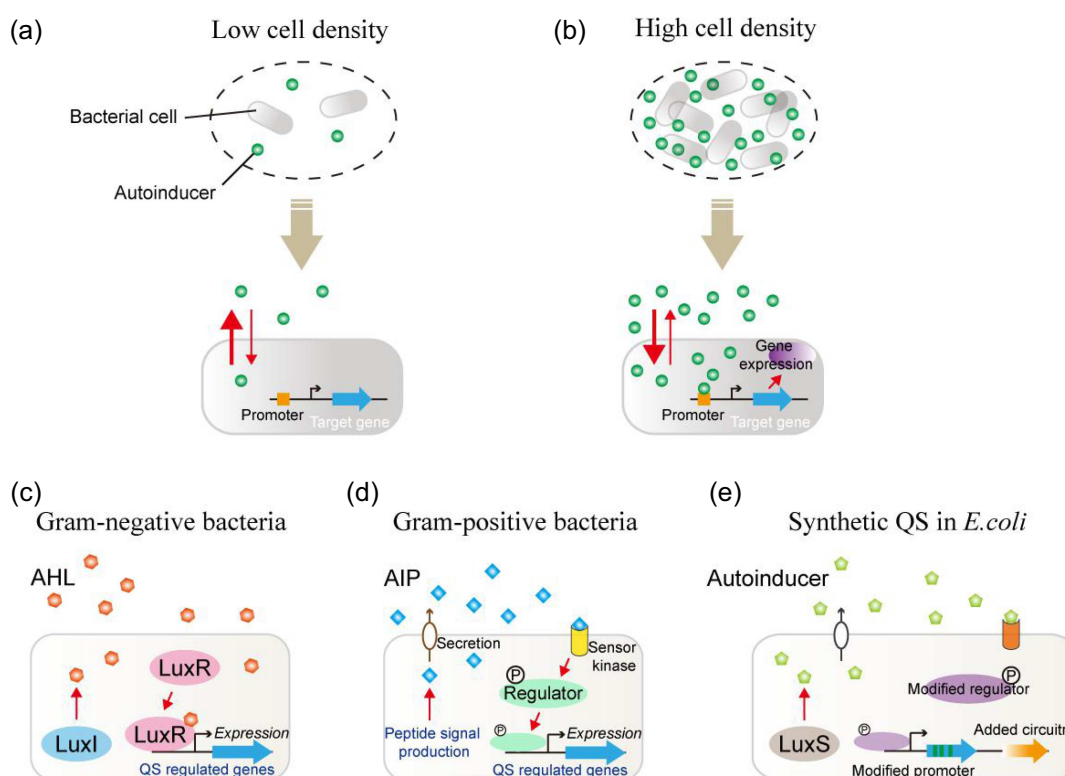 (a)
Low cell density
Bacterial cell
Autoinducer
Promoter
Target gene
(b)
High cell density
Gene
expression
Promoter
Target gene
(c)
Gram-negative bacteria
AHL
LuxR
LuxR
LuxI
Expression
QS regulated genes
(d)
Gram-positive bacteria
AIP
Secretion
Sensor
kinase
P
Regulator
Peptide signal
production
P
Expression
QS regulated genes
(e)
Synthetic QS in E.coli
Autoinducer
P
Modified regulator
LuxS
P
Added circuitr
Modified promoter